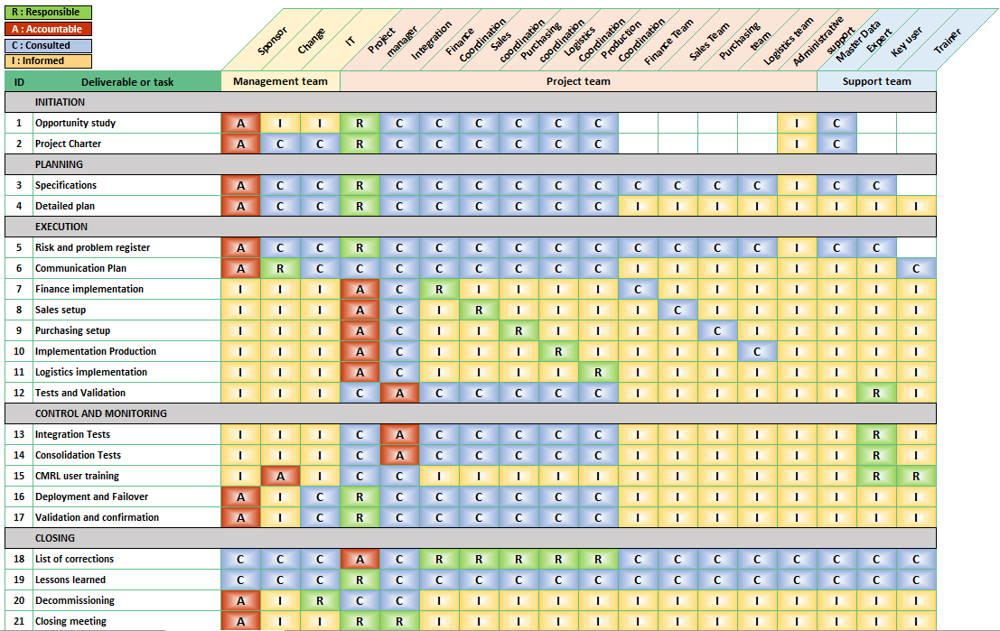 R : Responsible
A : Accountable
C : Consulted
I : Informed
Sponsor
Change
IT
Project
manager
Integration
Finance
Coordination
Sales
coordination
Purchasing
coordination
Logistics
Coordination
Production
Coordination
Finance Team
Sales Team
Purchasing
team
Logistics team
Administrative
support
Master Data
Expert
Key user
Trainer
ID Deliverable or task Management team Project team Support team
INITIATION
1 Opportunity study A I I R C C C C C C I C
2 Project Charter A C C R C C C C C C I C
PLANNING
3 Specifications A C C R C C C C C C C C C C I C C
4 Detailed plan A C C R C C C C C C I I I I I I I I
EXECUTION
5 Risk and problem register A C C R C C C C C C C C C C I C C
6 Communication Plan A R C C C C C C C C I I I I I I I C
7 Finance implementation I I I A C R I I I I C I I I I I I I
8 Sales setup I I I A C I R I I I I C I I I I I I
9 Purchasing setup I I I A C I I R I I I I C I I I I I
10 Implementation Production I I I A C I I I R I I I I C I I I I
11 Logistics implementation I I I A C I I I I R I I I I I I I I
12 Tests and Validation I I I C A C C C C C I I I I I I R I
CONTROL AND MONITORING
13 Integration Tests I I I C A C C C C C I I I I I I R I
14 Consolidation Tests I I I C A C C C C C I I I I I I R I
15 CMRL user training I A I C C I I I I I I I I I I I R R
16 Deployment and Failover A I C R C C C C C C I I I I I I I I
17 Validation and confirmation A I C R C C C C C C I I I I I I I I
CLOSING
18 List of corrections C C C A C R R R R R C C C C C C C C
19 Lessons learned C C C R C C C C C C C C C C C C C C
20 Decommissioning A I R C C I I I I I I I I I I I I I
21 Closing meeting A I I R R I I I I I I I I I I I I I